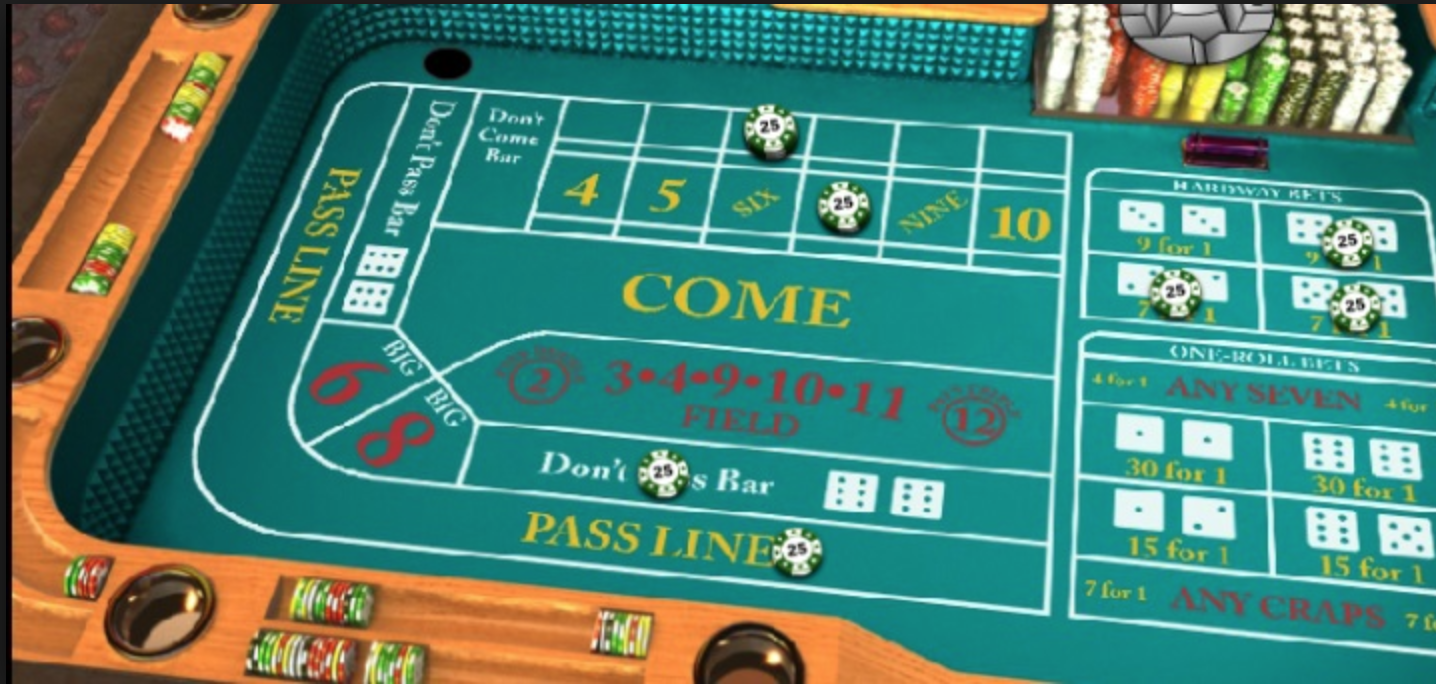 Don't Pass Bar
PASS LINE
Don't
Come
Bar
25
4
5
SIX
25
NINE
10
COME
BIG
6
BIG
8
2
3•4•9•10•11
FIELD
12
Don't 25 s Bar
PASS LINE 25
HARDWAY BETS
9 for 1
25
9 1
25
7 1
25
7 1
ONE-ROLL BETS
4 for 1 ANY SEVEN 4 for
30 for 1
30 for 1
15 for 1
15 for 1
7 for 1 ANY CRAPS 7 f